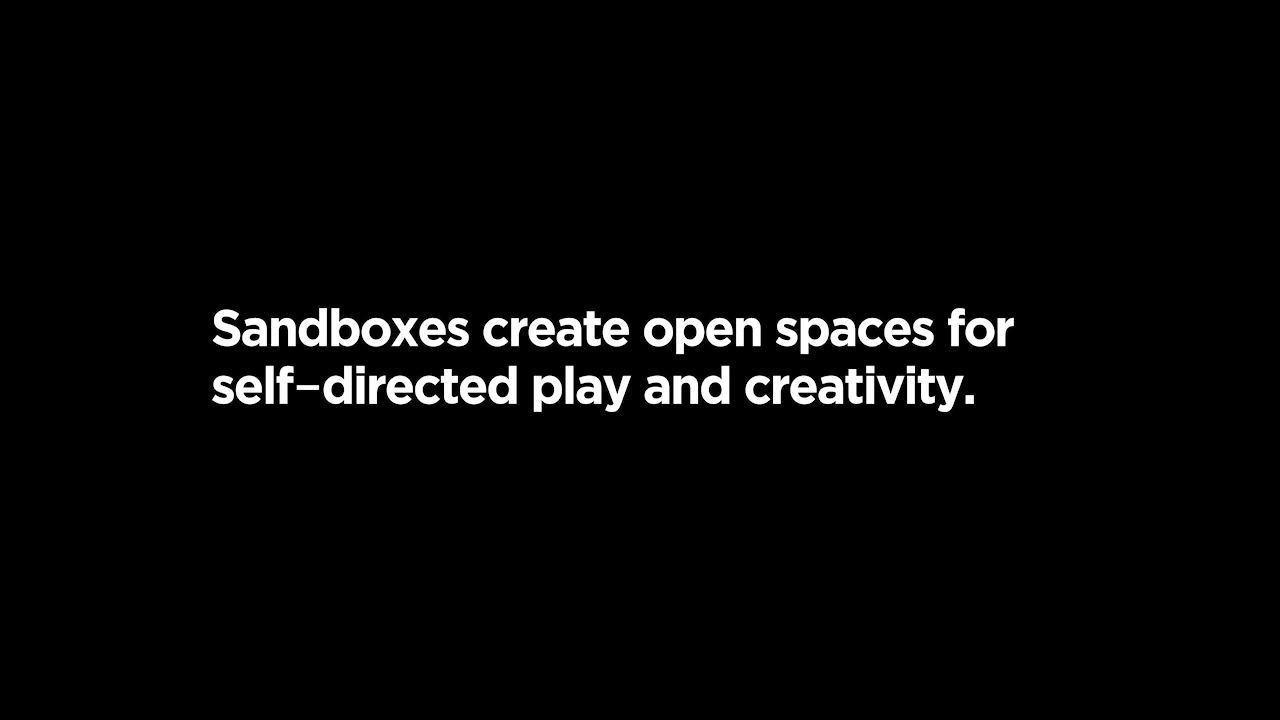 Sandboxes create open spaces for
self–directed play and creativity.